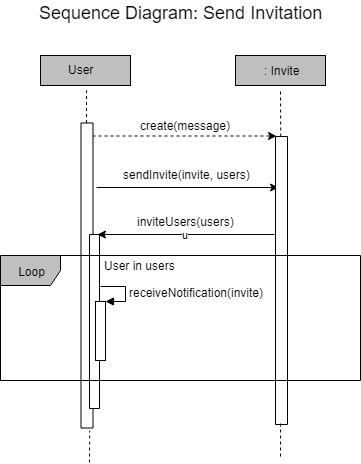 Sequence Diagram: Send Invitation
User
: Invite
create(message)
sendInvite(invite, users)
inviteUsers(users)
u
Loop
User in users
receiveNotification(invite)